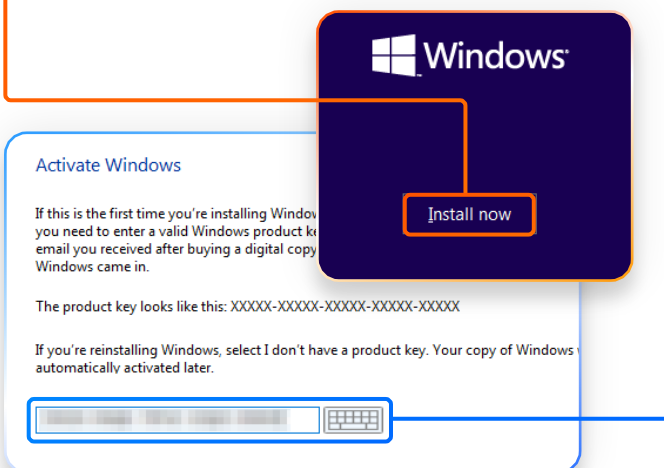 Windows
Install now
Activate Windows
If this is the first time you're installing Window
you need to enter a valid Windows product ke
email you received after buying a digital copy
Windows came in.
The product key looks like this: XXXXX-XXXXX-XXXXX-XXXXX-XXXXX
If you're reinstalling Windows, select I don't have a product key. Your copy of Windows
automatically activated later.